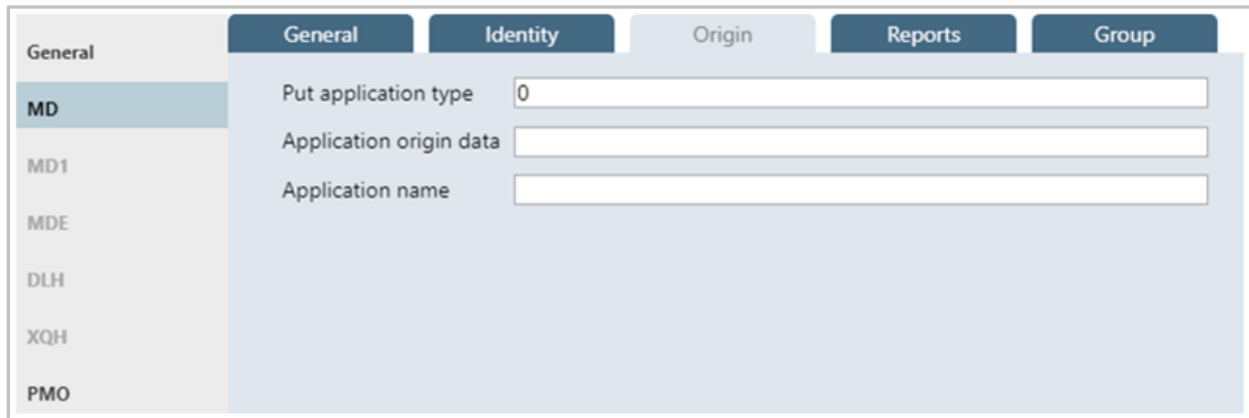 General
MD
MD1
MDE
DLH
XQH
PMO
General Identity Origin Reports Group
Put application type 0
Application origin data
Application name